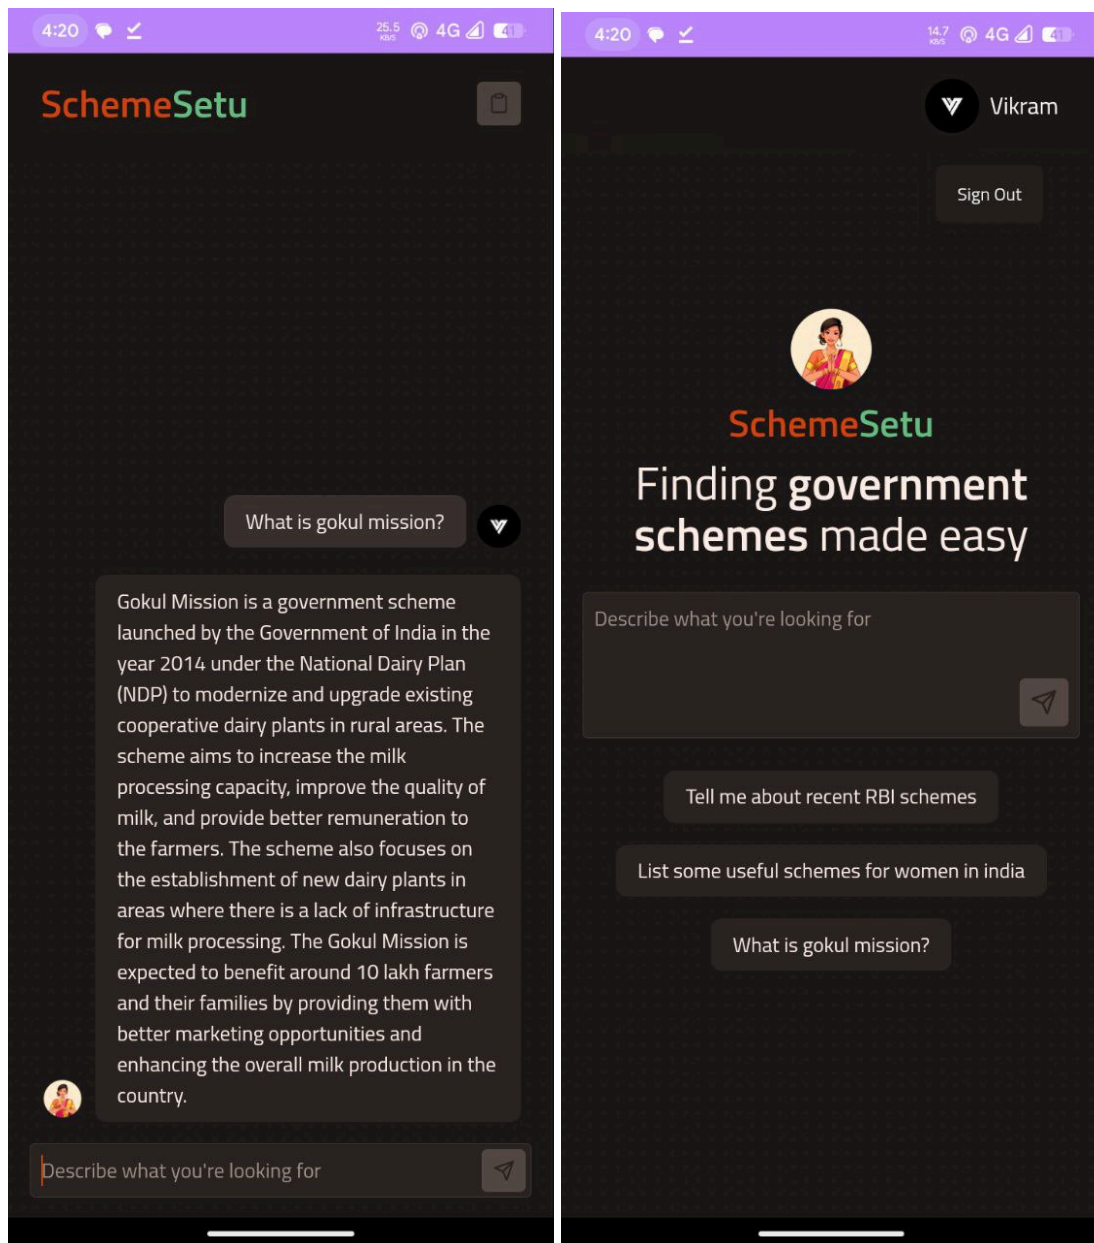 4:20
25.5
KB/S
4G
41
SchemeSetu
What is gokul mission?
Gokul Mission is a government scheme
launched by the Government of India in the
year 2014 under the National Dairy Plan
(NDP) to modernize and upgrade existing
cooperative dairy plants in rural areas. The
scheme aims to increase the milk
processing capacity, improve the quality of
milk, and provide better remuneration to
the farmers. The scheme also focuses on
the establishment of new dairy plants in
areas where there is a lack of infrastructure
for milk processing. The Gokul Mission is
expected to benefit around 10 lakh farmers
and their families by providing them with
better marketing opportunities and
enhancing the overall milk production in the
country.
Describe what you're looking for
4:20
14.7
KB/S
4G
41
Vikram
Sign Out
SchemeSetu
Finding government
schemes made easy
Describe what you're looking for
Tell me about recent RBI schemes
List some useful schemes for women in india
What is gokul mission?